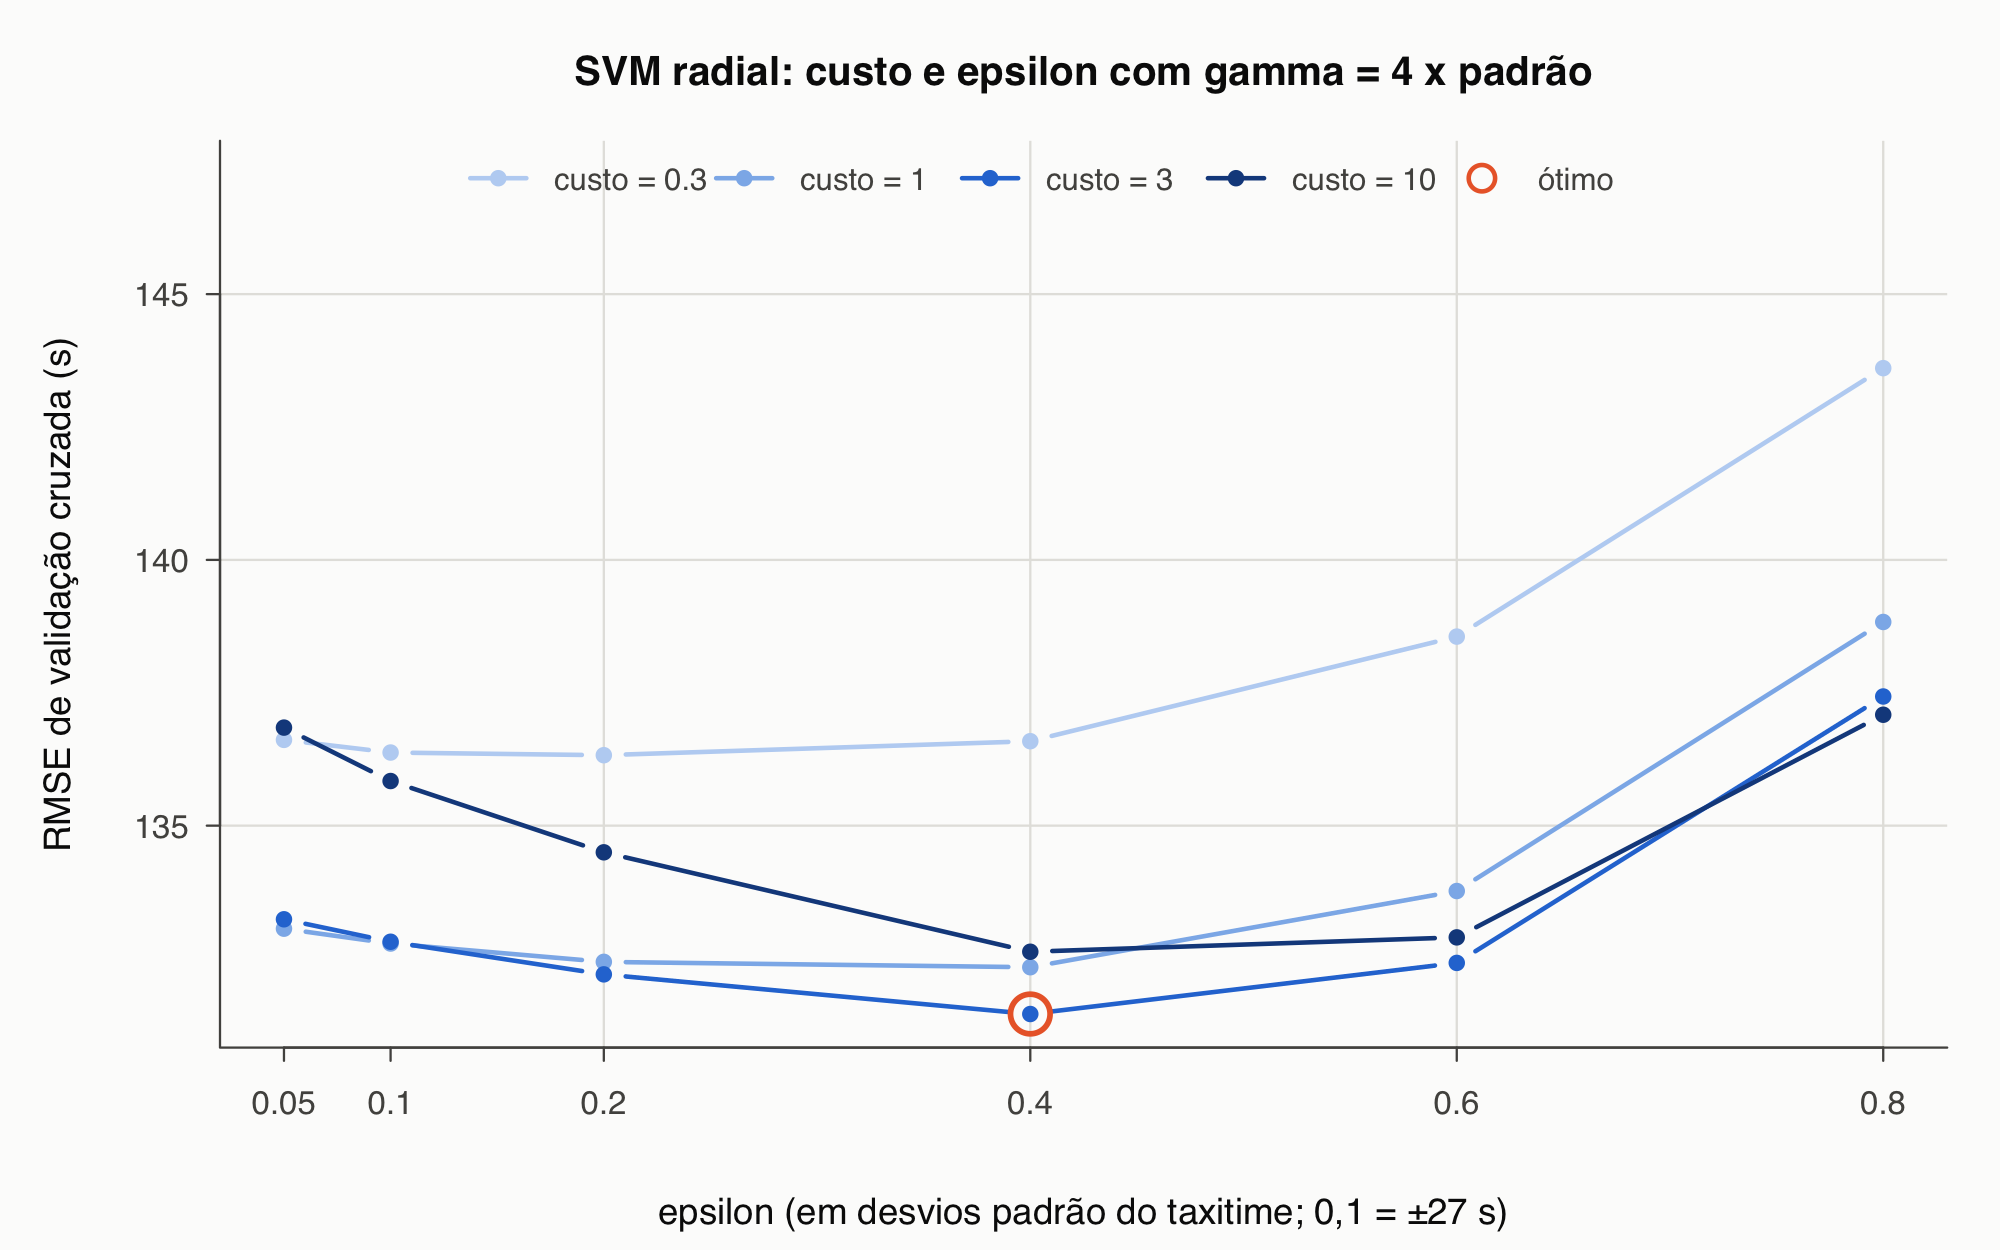 SVM radial: custo e epsilon com gamma = 4 x padrão
custo = 0.3 custo = 1 custo = 3 custo = 10 ótimo
145
140
135
RMSE de validação cruzada (s)
0.05 0.1 0.2 0.4 0.6 0.8
epsilon (em desvios padrão do taxitime; 0,1 = ±27 s)